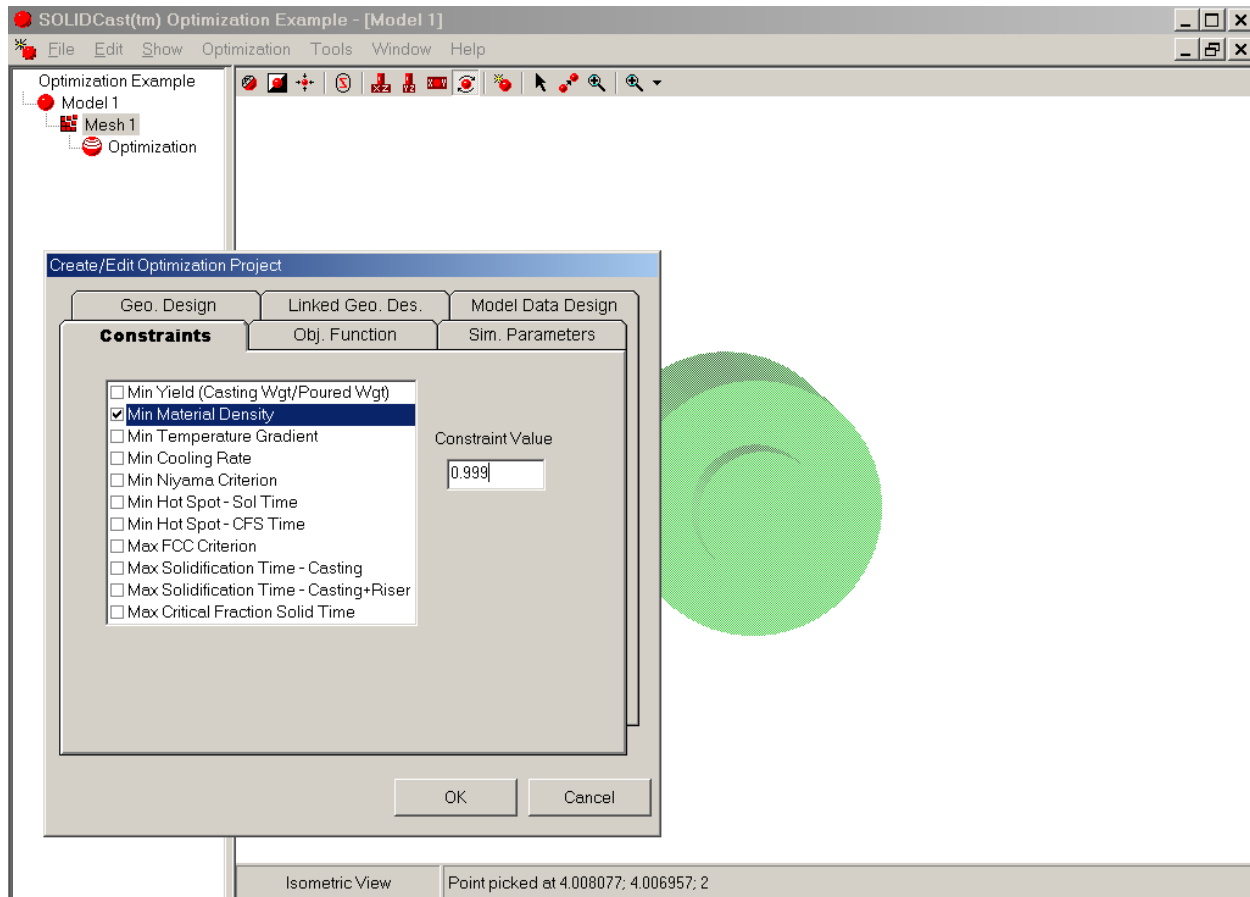 SOLIDCast(tm) Optimization Example - [Model 1]
File Edit Show Optimization Tools Window Help
Optimization Example
Model 1
Mesh 1
Optimization
XZ YZ
Create/Edit Optimization Project
Geo. Design Linked Geo. Des. Model Data Design
Constraints Obj. Function Sim. Parameters
Min Yield (Casting Wgt/Poured Wgt)
Min Material Density
Min Temperature Gradient
Min Cooling Rate
Min Niyama Criterion
Min Hot Spot - Sol Time
Min Hot Spot - CFS Time
Max FCC Criterion
Max Solidification Time - Casting
Max Solidification Time - Casting+Riser
Max Critical Fraction Solid Time
Constraint Value
0.999
OK Cancel
Isometric View Point picked at 4.008077; 4.006957; 2